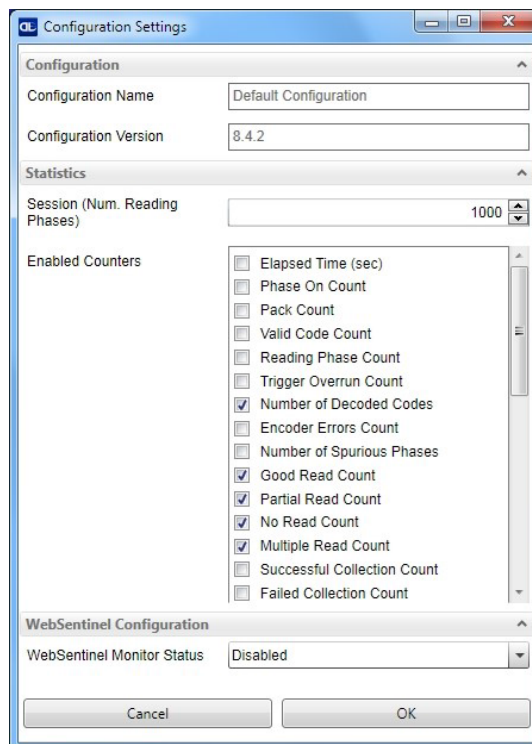 Configuration Settings
Configuration
Configuration Name
Default Configuration
Configuration Version
8.4.2
Statistics
Session (Num. Reading
Phases)
1000
Enabled Counters
Elapsed Time (sec)
Phase On Count
Pack Count
Valid Code Count
Reading Phase Count
Trigger Overrun Count
Number of Decoded Codes
Encoder Errors Count
Number of Spurious Phases
Good Read Count
Partial Read Count
No Read Count
Multiple Read Count
Successful Collection Count
Failed Collection Count
WebSentinel Configuration
WebSentinel Monitor Status
Disabled
Cancel
OK